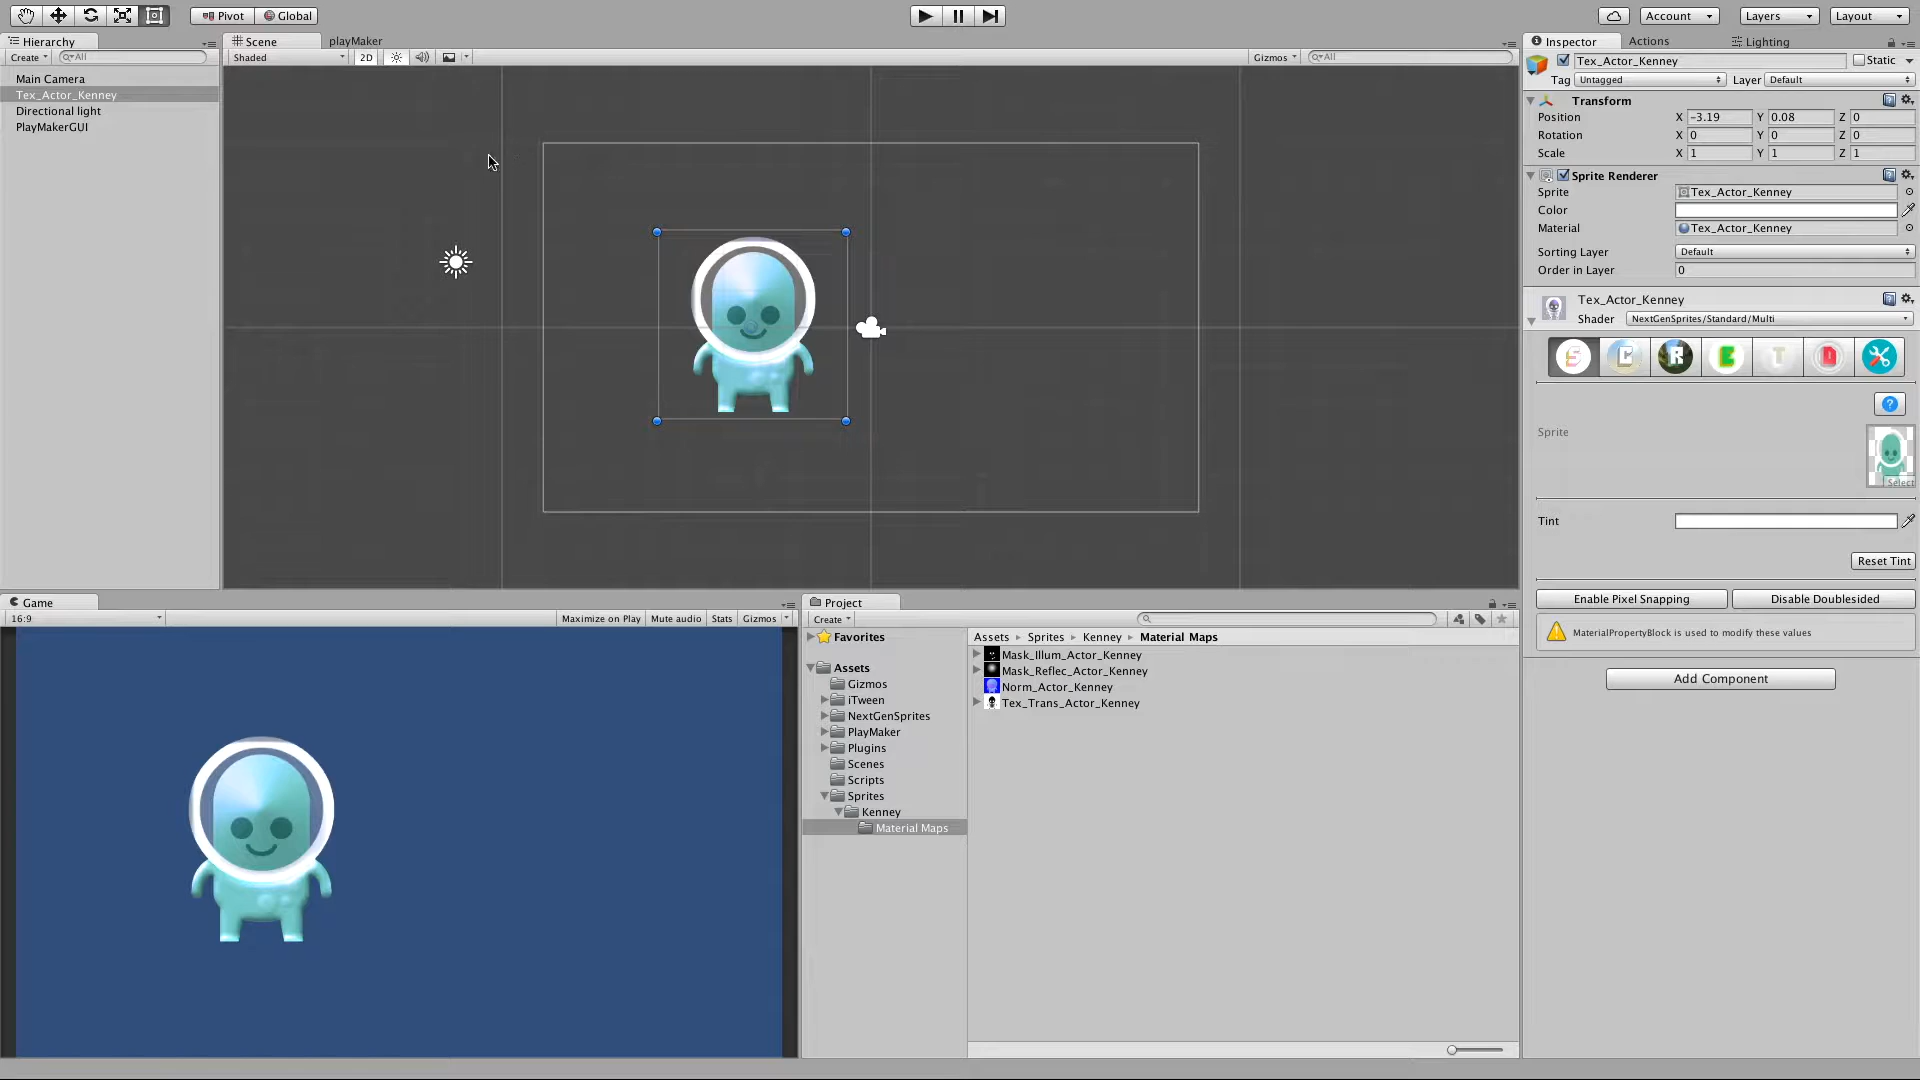 Pivot
Global
Account
Layers
Layout
Hierarchy
Create
All
Main Camera
Tex_Actor_Kenney
Directional light
PlayMakerGUI
Scene
playMaker
Shaded
2D
Gizmos
All
Inspector
Actions
Lighting
Tex_Actor_Kenney
Static
Tag Untagged Layer Default
Transform
Position X -3.19 Y 0.08 Z 0
Rotation X 0 Y 0 Z 0
Scale X 1 Y 1 Z 1
Sprite Renderer
Sprite Tex_Actor_Kenney
Color
Material Tex_Actor_Kenney
Sorting Layer Default
Order in Layer 0
Tex_Actor_Kenney
Shader NextGenSprites/Standard/Multi
S C R E T D
?
Sprite
Select
Tint
Reset Tint
Enable Pixel Snapping
Disable Doublesided
MaterialPropertyBlock is used to modify these values
Add Component
Game
16:9
Maximize on Play
Mute audio
Stats
Gizmos
Project
Create
Favorites
Assets
Gizmos
iTween
NextGenSprites
PlayMaker
Plugins
Scenes
Scripts
Sprites
Kenney
Material Maps
Assets Sprites Kenney Material Maps
Mask_Illum_Actor_Kenney
Mask_Reflec_Actor_Kenney
Norm_Actor_Kenney
Tex_Trans_Actor_Kenney